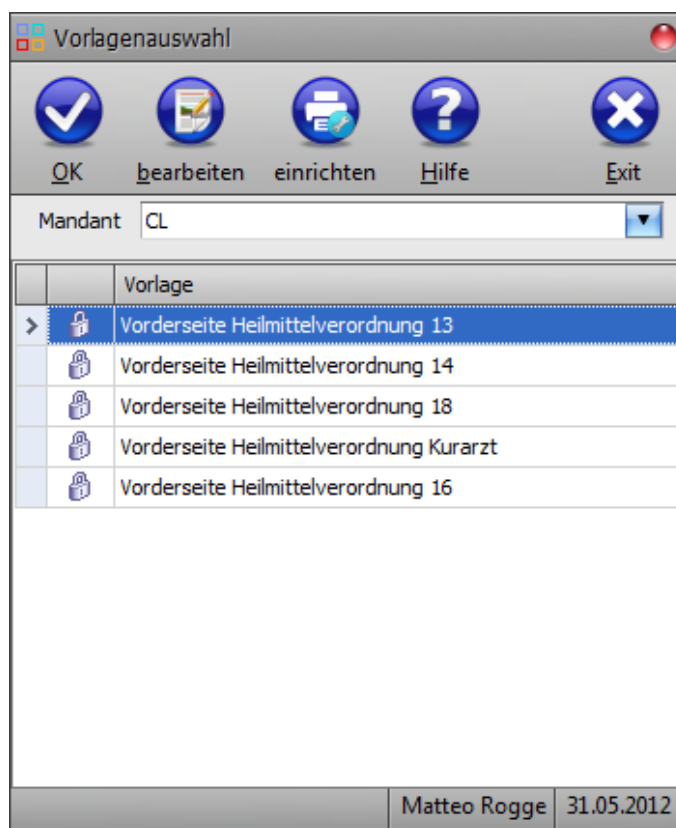 Vorlagenauswahl
OK bearbeiten einrichten Hilfe Exit
Mandant CL
Vorlage
Vorderseite Heilmittelverordnung 13
Vorderseite Heilmittelverordnung 14
Vorderseite Heilmittelverordnung 18
Vorderseite Heilmittelverordnung Kurarzt
Vorderseite Heilmittelverordnung 16
Matteo Rogge 31.05.2012